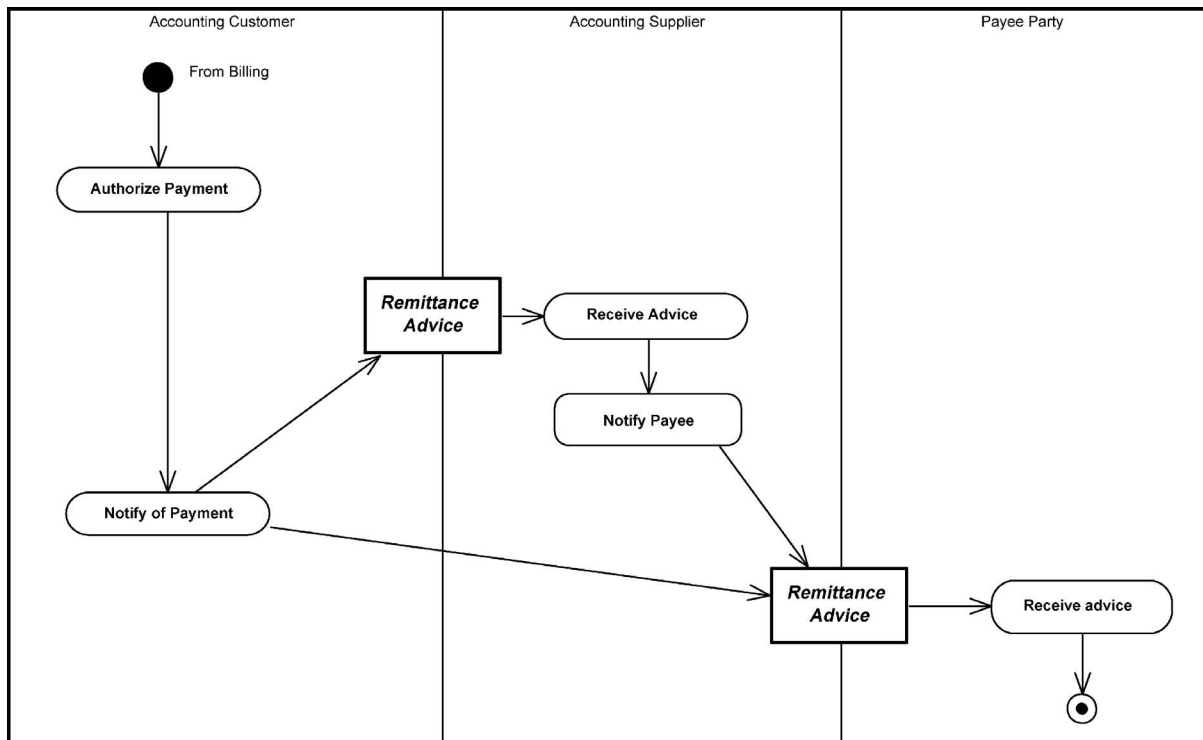 Accounting Customer
Accounting Supplier
Payee Party
From Billing
Authorize Payment
Remittance
Advice
Receive Advice
Notify Payee
Notify of Payment
Remittance
Advice
Receive advice